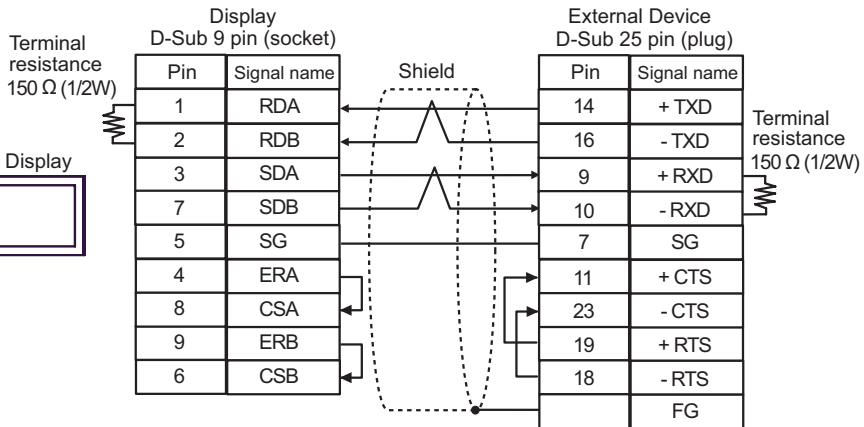 Display
D-Sub 9 pin (socket)
External Device
D-Sub 25 pin (plug)
Terminal
resistance
150 Ω (1/2W)
Pin Signal name Shield Pin Signal name
1 RDA 14 + TXD
2 RDB 16 - TXD
3 SDA 9 + RXD
7 SDB 10 - RXD
5 SG 7 SG
4 ERA 11 + CTS
8 CSA 23 - CTS
9 ERB 19 + RTS
6 CSB 18 - RTS
FG
Display
Terminal
resistance
150 Ω (1/2W)